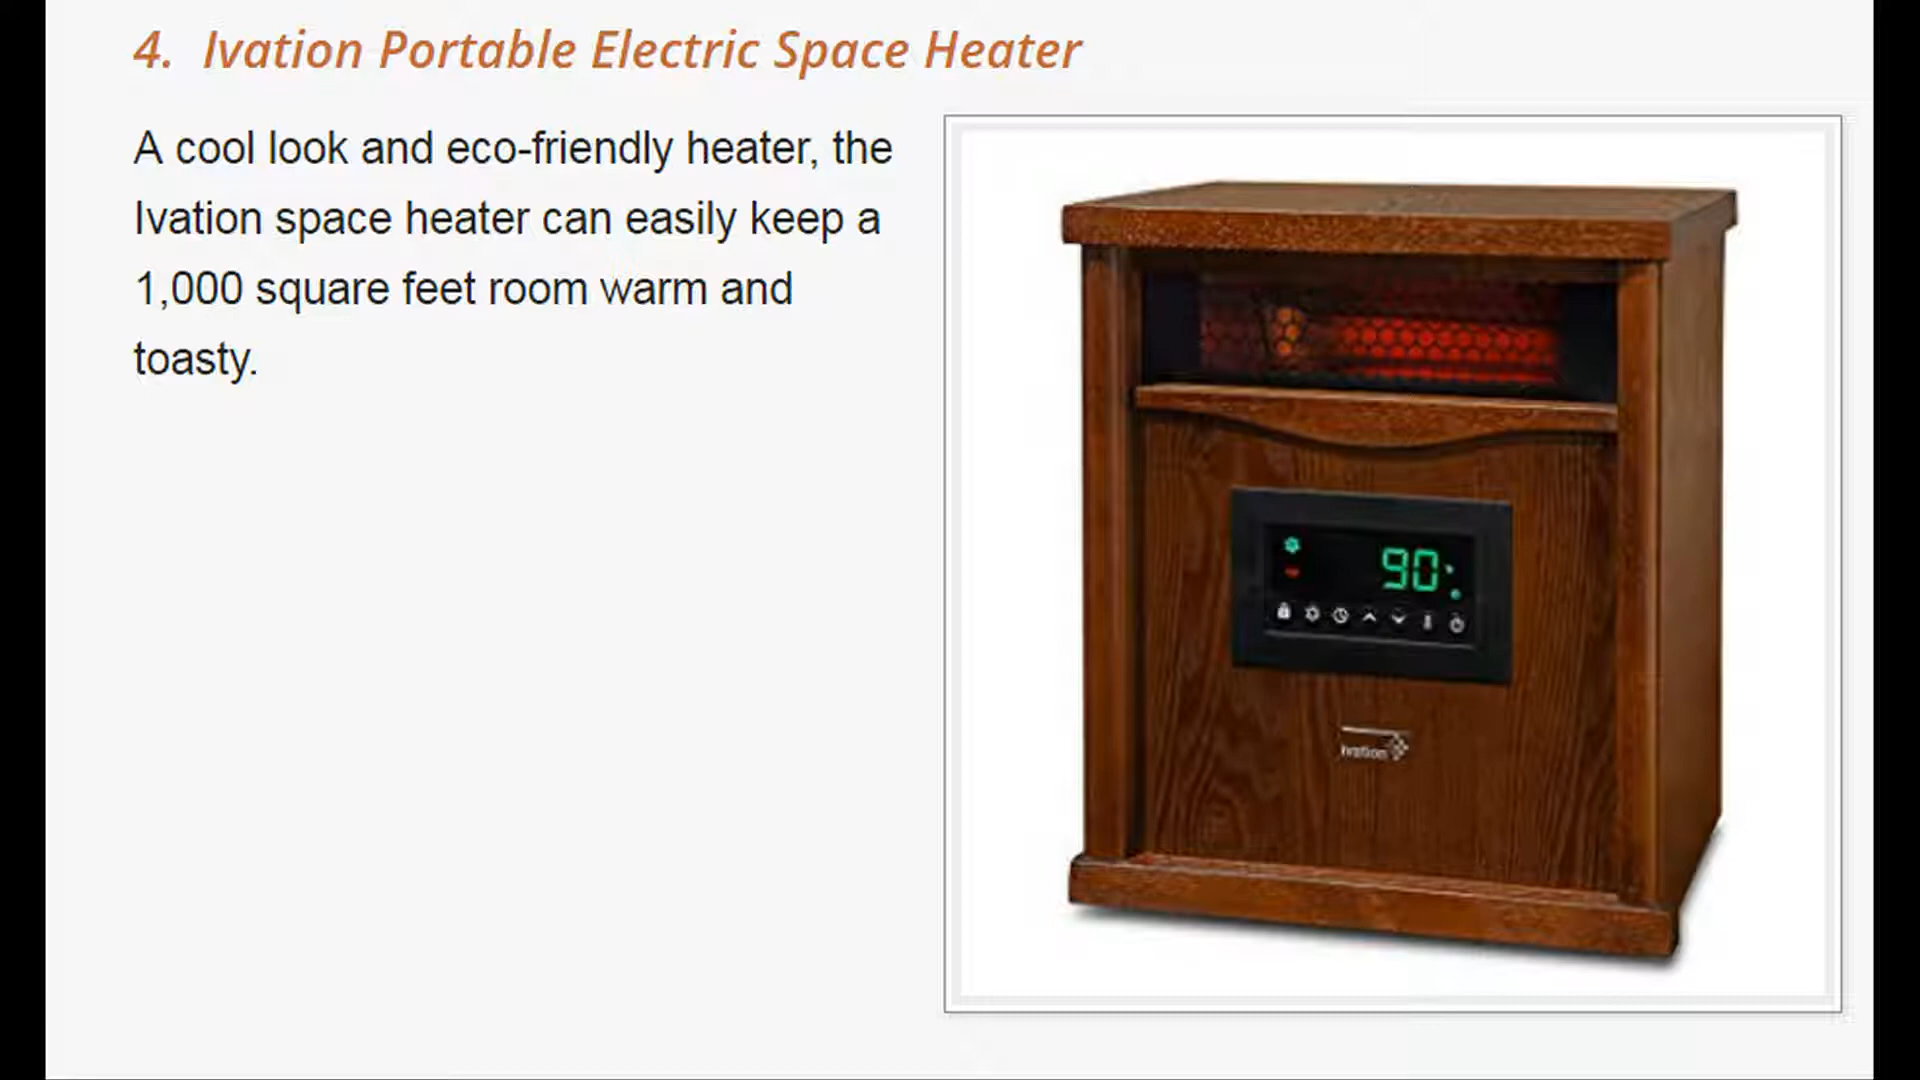 4. Ivation Portable Electric Space Heater
A cool look and eco-friendly heater, the
Ivation space heater can easily keep a
1,000 square feet room warm and
toasty.
90
ivation